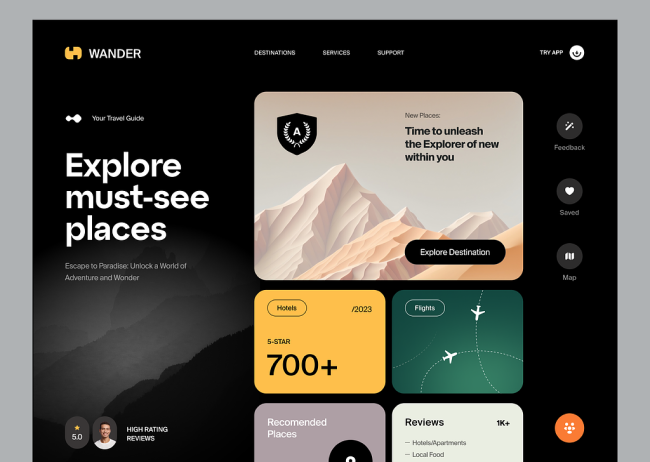 WANDER
DESTINATIONS
SERVICES
SUPPORT
TRY APP
Your Travel Guide
Explore
must-see
places
Escape to Paradise: Unlock a World of
Adventure and Wonder
5.0
HIGH RATING
REVIEWS
A
New Places:
Time to unleash
the Explorer of new
within you
Explore Destination
Hotels
/2023
5-STAR
700+
Flights
Recomended
Places
Reviews
1K+
— Hotels/Apartments
— Local Food
Feedback
Saved
Map